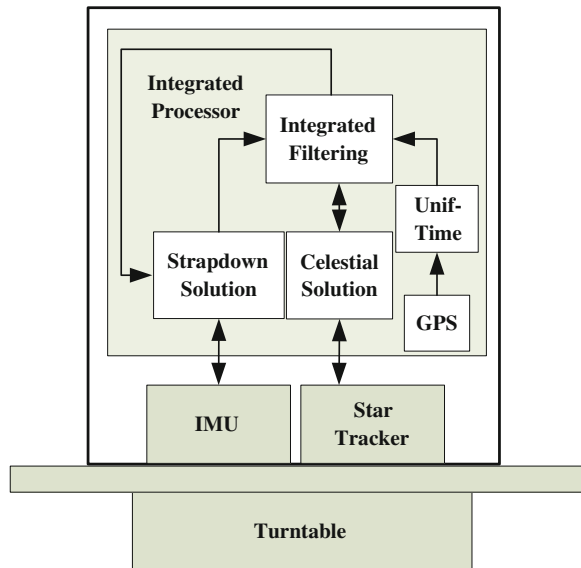 Integrated
Processor
Integrated
Filtering
Unif-
Time
Strapdown
Solution
Celestial
Solution
GPS
IMU
Star
Tracker
Turntable